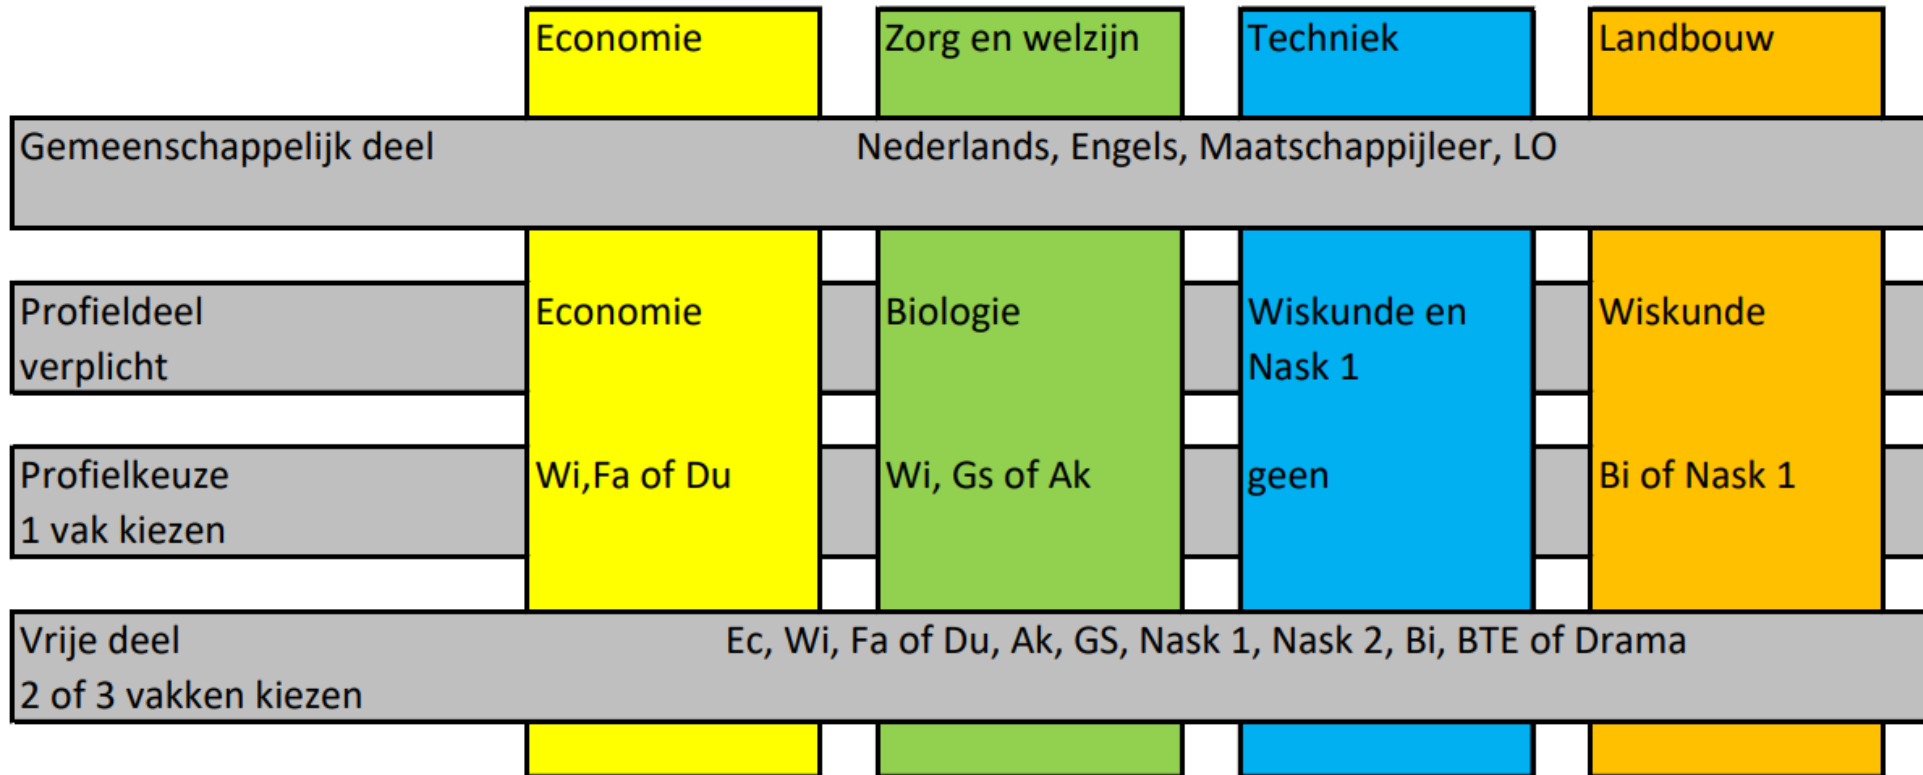 Economie
Zorg en welzijn
Techniek
Landbouw
Gemeenschappelijk deel
Nederlands, Engels, Maatschappijleer, LO
Profieldeel
verplicht
Economie
Biologie
Wiskunde en
Nask 1
Wiskunde
Profielkeuze
1 vak kiezen
Wi,Fa of Du
Wi, Gs of Ak
geen
Bi of Nask 1
Vrije deel
2 of 3 vakken kiezen
Ec, Wi, Fa of Du, Ak, GS, Nask 1, Nask 2, Bi, BTE of Drama